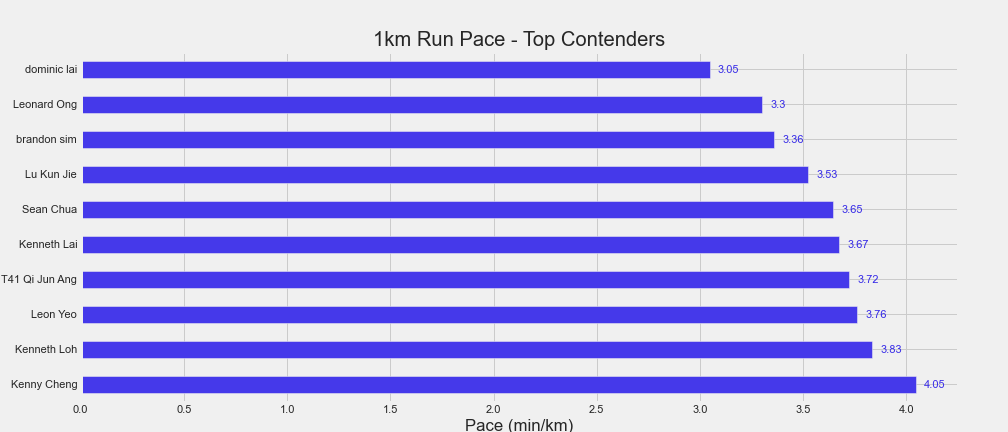 1km Run Pace - Top Contenders
dominic lai 3.05
Leonard Ong 3.3
brandon sim 3.36
Lu Kun Jie 3.53
Sean Chua 3.65
Kenneth Lai 3.67
T41 Qi Jun Ang 3.72
Leon Yeo 3.76
Kenneth Loh 3.83
Kenny Cheng 4.05
0.0 0.5 1.0 1.5 2.0 2.5 3.0 3.5 4.0
Pace (min/km)